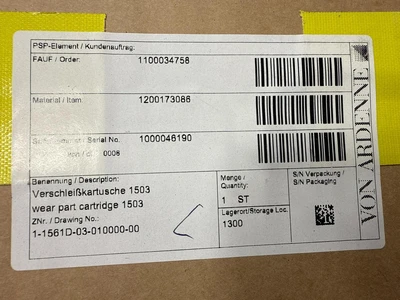 PSP-Element / Kundenauftrag:
FAUF / Order: 1100034758
Material / Item: 1200173086
Serial No. 1000046190
0006
Benennung / Description:
Verschleißkartusche 1503
wear part cartridge 1503
ZNr. / Drawing No.:
1-1561D-03-010000-00
Menge / Quantity:
1 ST
Lagerort/Storage Loc.
1300
S/N Verpackung /
S/N Packaging
VON ARDENNE